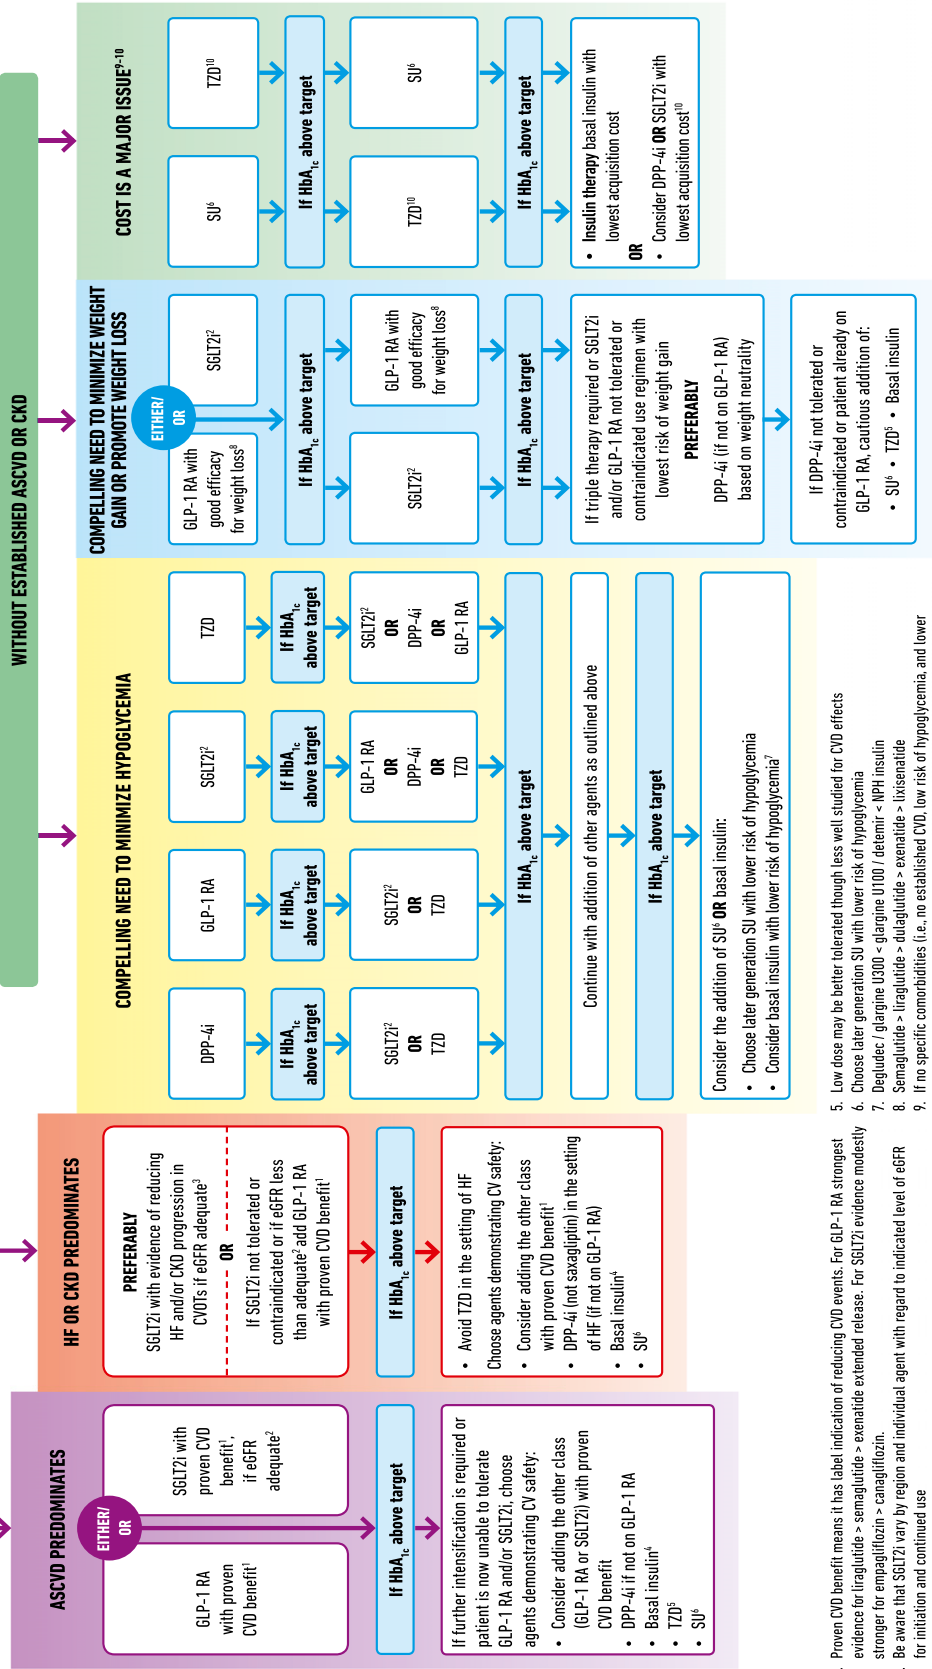 WITHOUT ESTABLISHED ASCVD OR CKD
ASCVD PREDOMINATES
EITHER/
OR
GLP-1 RA
with proven
CVD benefit¹
SGLT2i with
proven CVD
benefit¹,
if eGFR
adequate²
If HbA1c above target
If further intensification is required or
patient is now unable to tolerate
GLP-1 RA and/or SGLT2i, choose
agents demonstrating CV safety:
• Consider adding the other class
(GLP-1 RA or SGLT2i) with proven
CVD benefit
• DPP-4i if not on GLP-1 RA
• Basal insulin⁴
• TZD⁵
• SU⁶
HF OR CKD PREDOMINATES
PREFERABLY
SGLT2i with evidence of reducing
HF and/or CKD progression in
CVOTs if eGFR adequate³
OR
If SGLT2i not tolerated or
contraindicated or if eGFR less
than adequate² add GLP-1 RA
with proven CVD benefit¹
If HbA1c above target
• Avoid TZD in the setting of HF
Choose agents demonstrating CV safety:
• Consider adding the other class
with proven CVD benefit¹
• DPP-4i (not saxagliptin) in the setting
of HF (if not on GLP-1 RA)
• Basal insulin⁴
• SU⁶
COMPELLING NEED TO MINIMIZE HYPOGLYCEMIA
DPP-4i
GLP-1 RA
SGLT2i²
TZD
If HbA1c
above target
If HbA1c
above target
If HbA1c
above target
If HbA1c
above target
SGLT2i²
OR
TZD
SGLT2i²
OR
TZD
GLP-1 RA
OR
DPP-4i
OR
TZD
SGLT2i²
OR
DPP-4i
OR
GLP-1 RA
If HbA1c above target
Continue with addition of other agents as outlined above
If HbA1c above target
Consider the addition of SU⁶ OR basal insulin:
• Choose later generation SU with lower risk of hypoglycemia
• Consider basal insulin with lower risk of hypoglycemia⁷
COMPELLING NEED TO MINIMIZE WEIGHT
GAIN OR PROMOTE WEIGHT LOSS
EITHER/
OR
GLP-1 RA with
good efficacy
for weight loss⁸
SGLT2i²
If HbA1c above target
SGLT2i²
GLP-1 RA with
good efficacy
for weight loss⁸
If HbA1c above target
If triple therapy required or SGLT2i
and/or GLP-1 RA not tolerated or
contraindicated use regimen with
lowest risk of weight gain
PREFERABLY
DPP-4i (if not on GLP-1 RA)
based on weight neutrality
If DPP-4i not tolerated or
contraindicated or patient already on
GLP-1 RA, cautious addition of:
• SU⁶ • TZD⁵ • Basal insulin
COST IS A MAJOR ISSUE⁹⁻¹⁰
SU⁶
TZD¹⁰
If HbA1c above target
TZD¹⁰
SU⁶
If HbA1c above target
• Insulin therapy basal insulin with
lowest acquisition cost
OR
• Consider DPP-4i OR SGLT2i with
lowest acquisition cost¹⁰
Proven CVD benefit means it has label indication of reducing CVD events. For GLP-1 RA strongest
evidence for liraglutide > semaglutide > exenatide extended release. For SGLT2i evidence modestly
stronger for empagliflozin > canagliflozin.
Be aware that SGLT2i vary by region and individual agent with regard to indicated level of eGFR
for initiation and continued use
5. Low dose may be better tolerated though less well studied for CVD effects
6. Choose later generation SU with lower risk of hypoglycemia
7. Degludec / glargine U300 < glargine U100 / detemir < NPH insulin
8. Semaglutide > liraglutide > dulaglutide > exenatide > lixisenatide
9. If no specific comorbidities (i.e., no established CVD, low risk of hypoglycemia, and lower